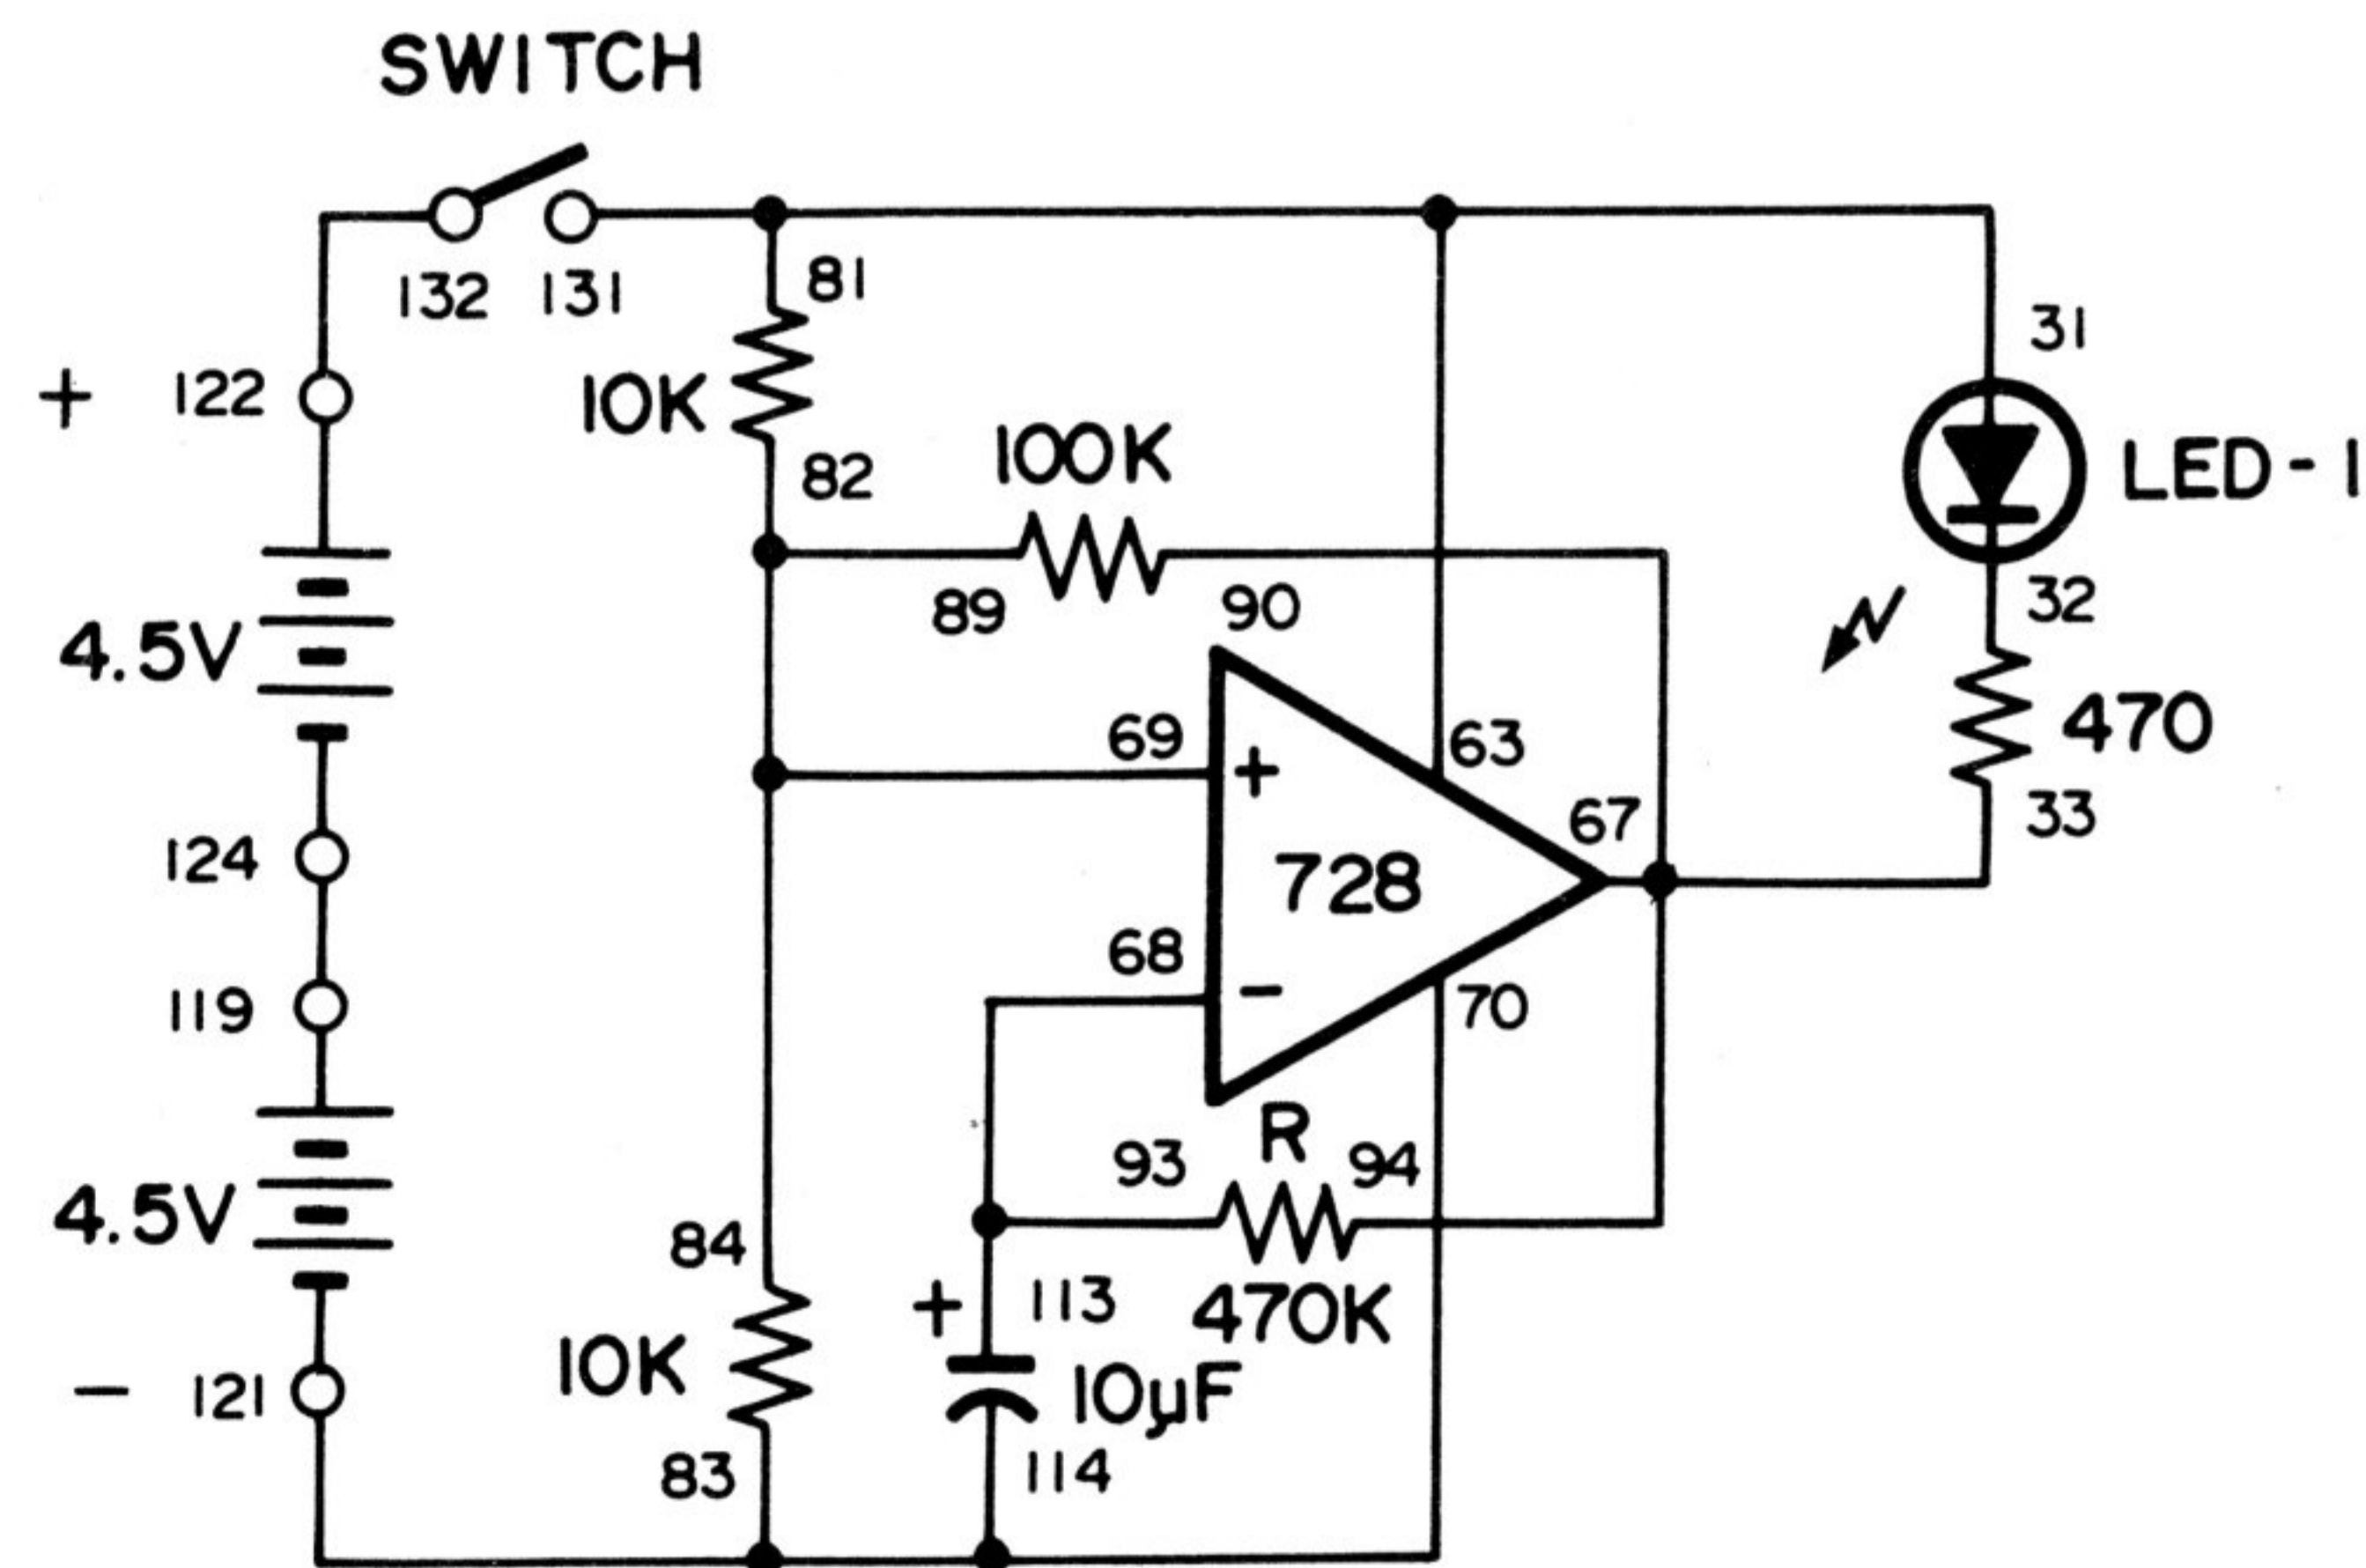 SWITCH
132 131
81
+ 122
10K
31
LED-1
82
100K
89 90
32
4.5V
69
+
63
470
67
33
728
124
68
-
70
119
R
93 94
4.5V
84
+ 113
470K
10K
10µF
- 121
83
114